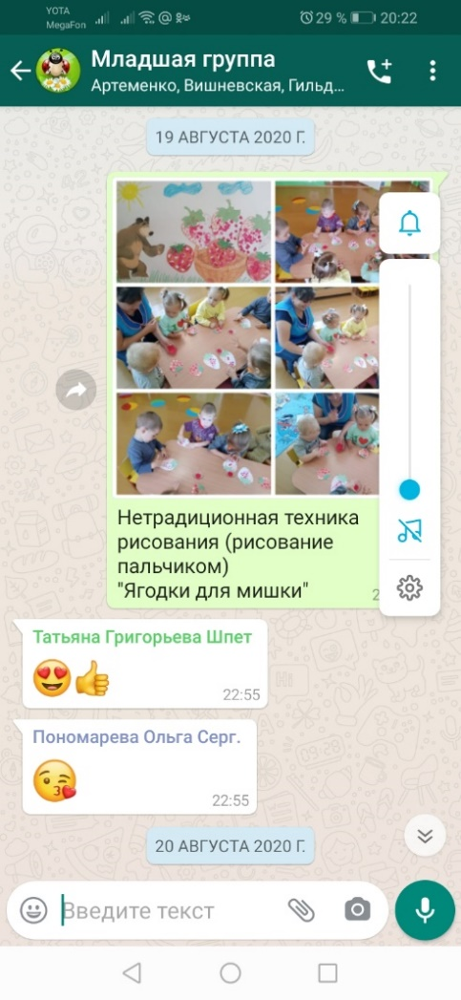 YOTA
MegaFon
29 %
20:22
Младшая группа
Артеменко, Вишневская, Гильд...
19 АВГУСТА 2020 Г.
Нетрадиционная техника
рисования (рисование
пальчиком)
"Ягодки для мишки"
2
Татьяна Григорьева Шпет
22:55
Пономарева Ольга Серг.
22:55
20 АВГУСТА 2020 Г.
Введите текст